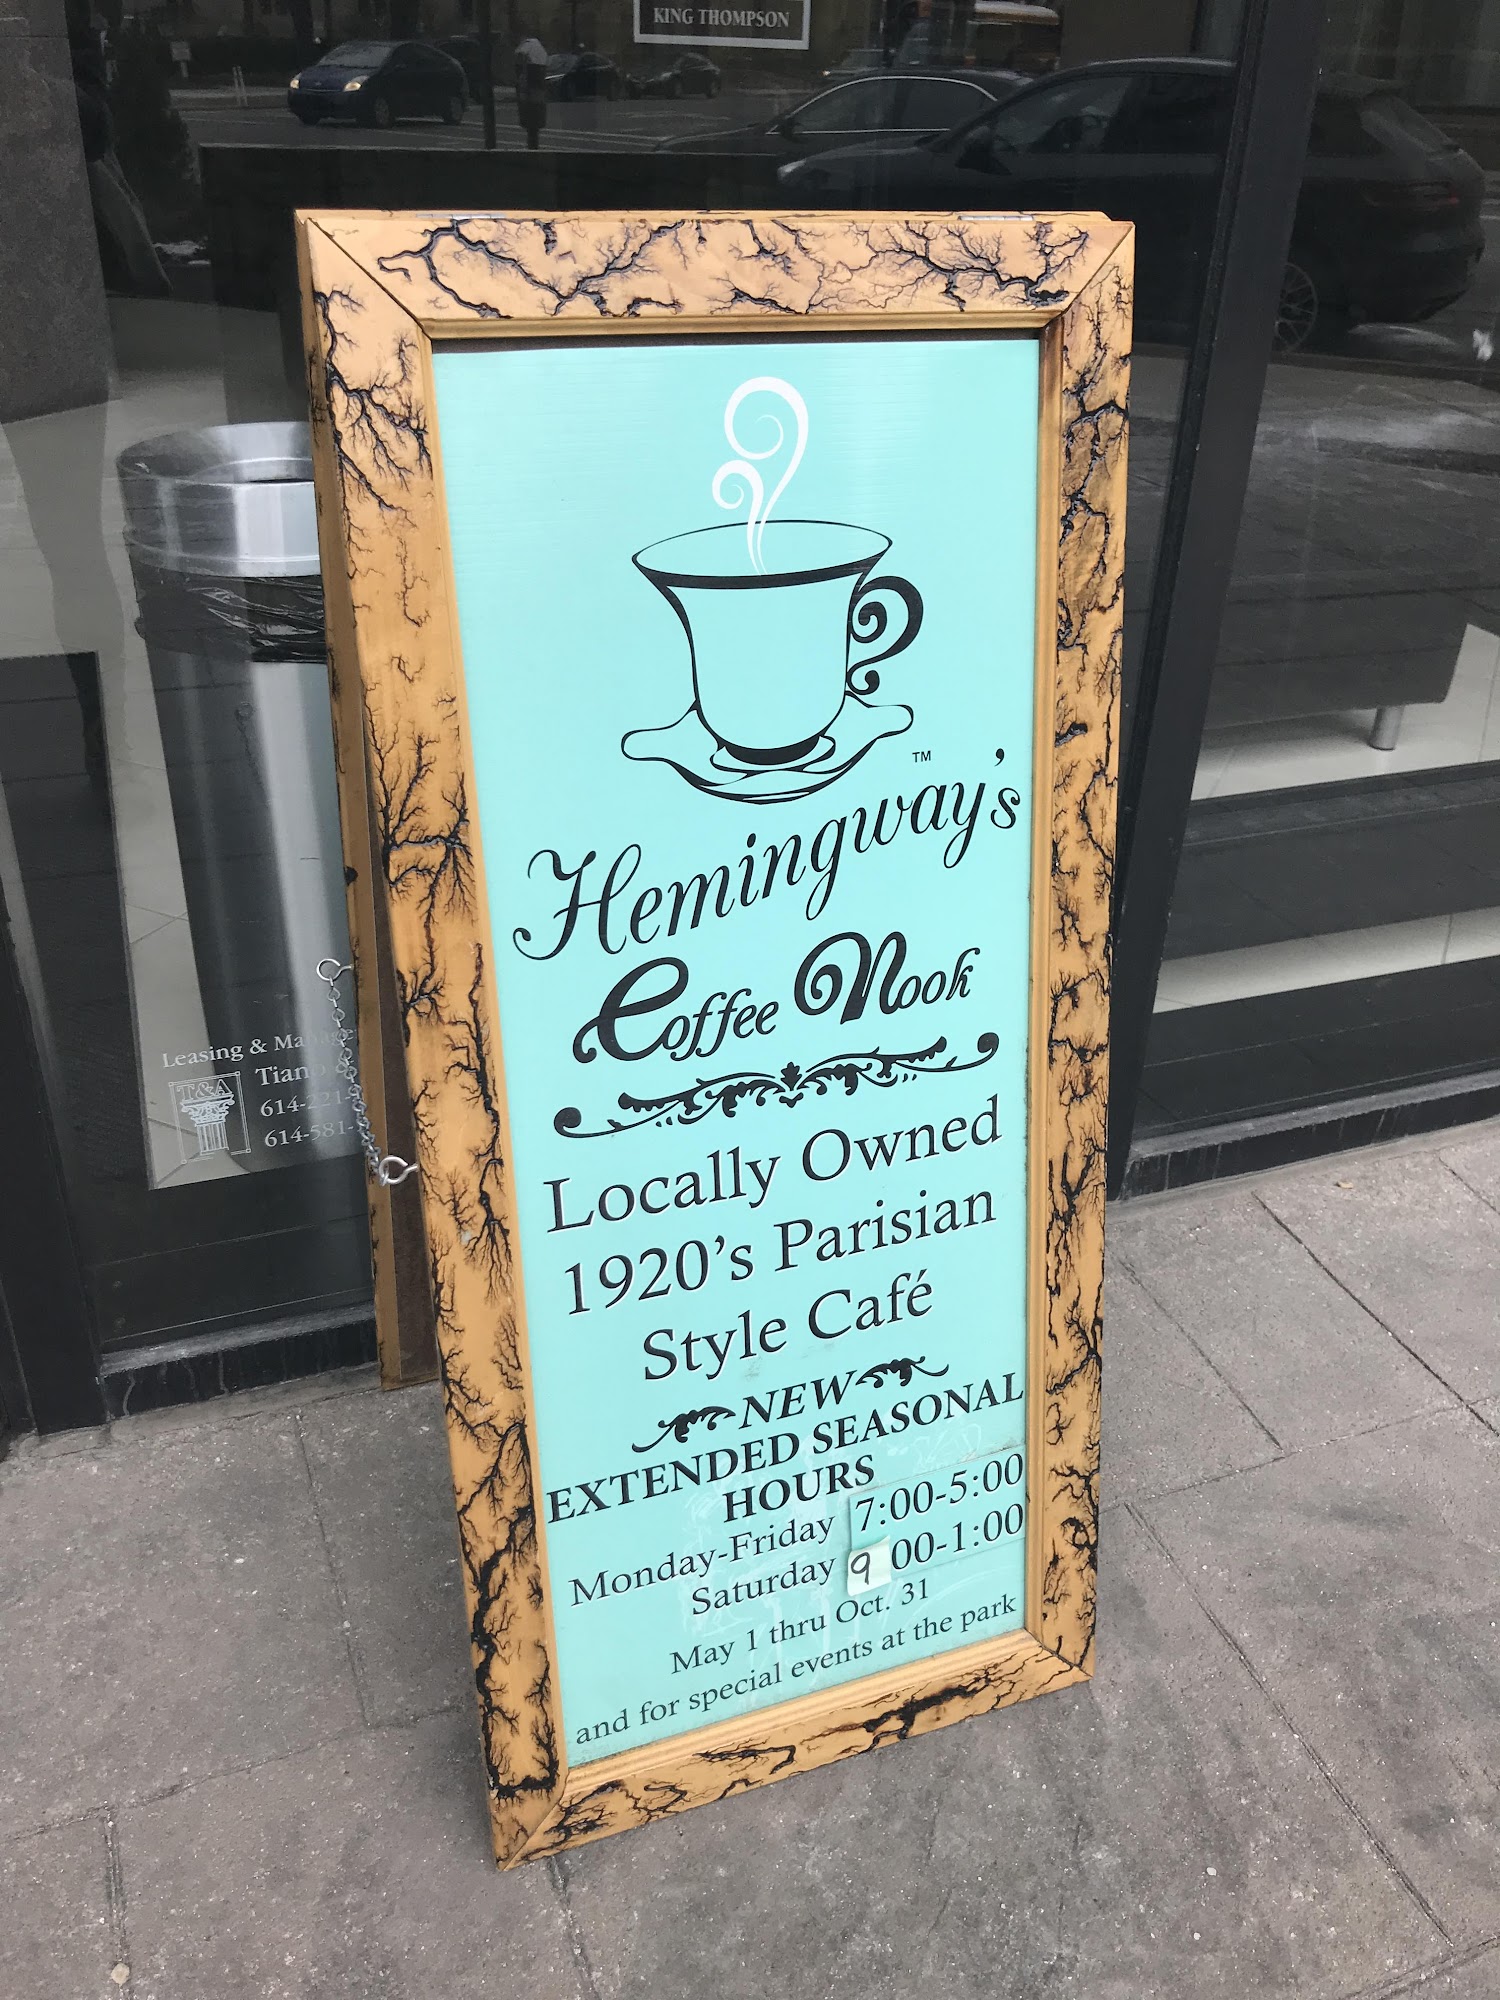 KING THOMPSON
™
Hemingway's
Coffee Nook
Locally Owned
1920's Parisian
Style Café
NEW
EXTENDED SEASONAL
HOURS
Monday-Friday 7:00-5:00
Saturday 9 00-1:00
May 1 thru Oct. 31
and for special events at the park
Leasing &
T&A
614-221-
614-581-